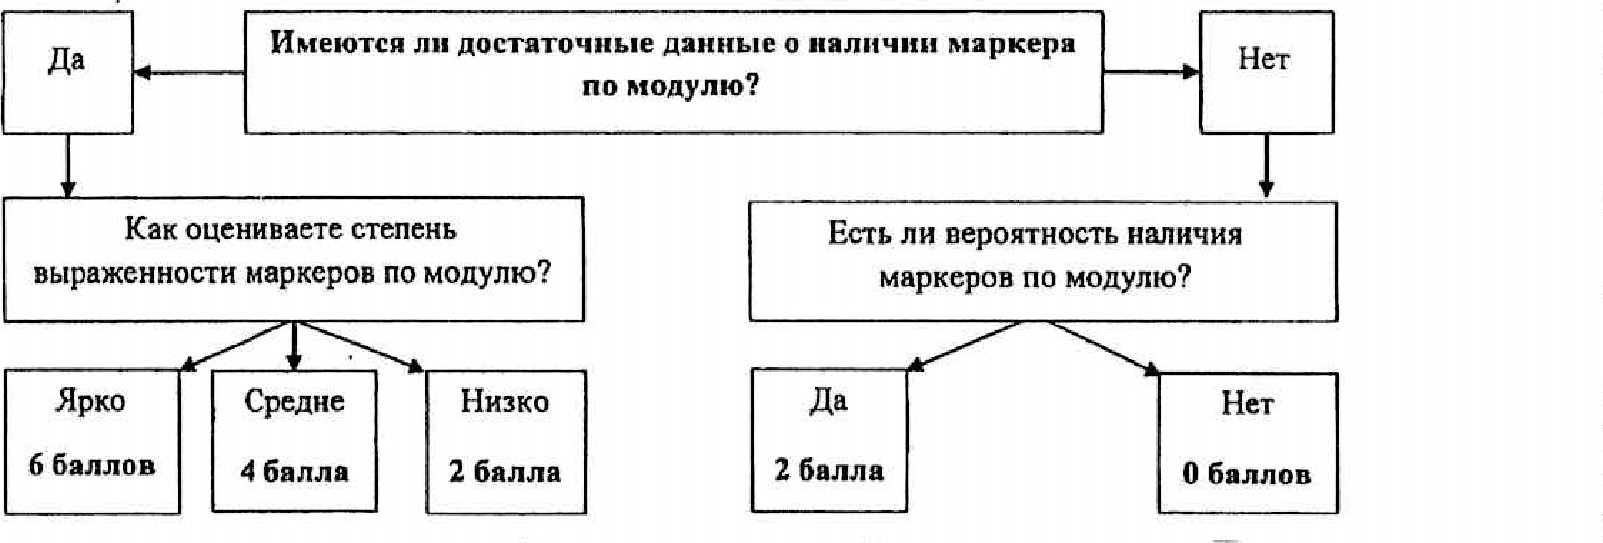 Да
Имеются ли достаточные данные о наличии маркера
по модулю?
Нет
Как оцениваете степень
выраженности маркеров по модулю?
Есть ли вероятность наличия
маркеров по модулю?
Ярко
6 баллов
Средне
4 балла
Низко
2 балла
Да
2 балла
Нет
0 баллов